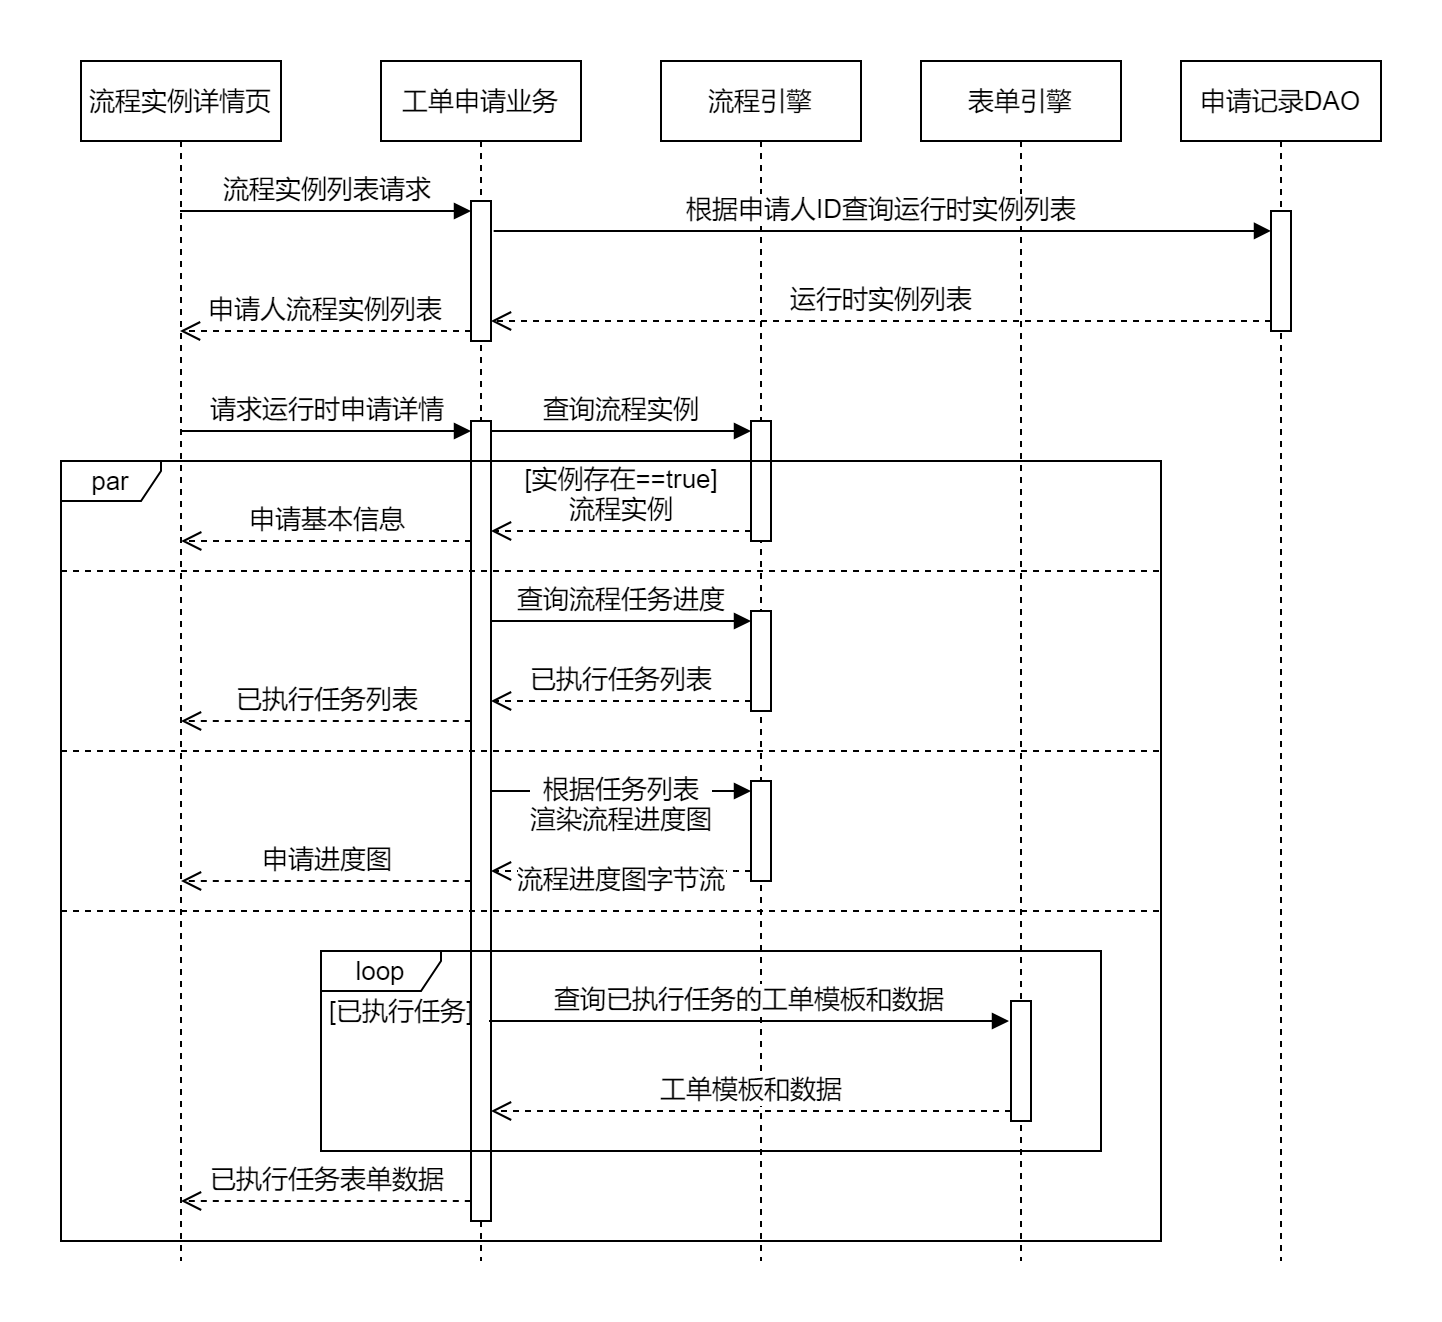 流程实例详情页
工单申请业务
流程引擎
表单引擎
申请记录DAO
流程实例列表请求
根据申请人ID查询运行时实例列表
运行时实例列表
申请人流程实例列表
请求运行时申请详情
查询流程实例
par
[实例存在==true]
流程实例
申请基本信息
查询流程任务进度
已执行任务列表
已执行任务列表
根据任务列表
渲染流程进度图
申请进度图
流程进度图字节流
loop
[已执行任务]
查询已执行任务的工单模板和数据
工单模板和数据
已执行任务表单数据